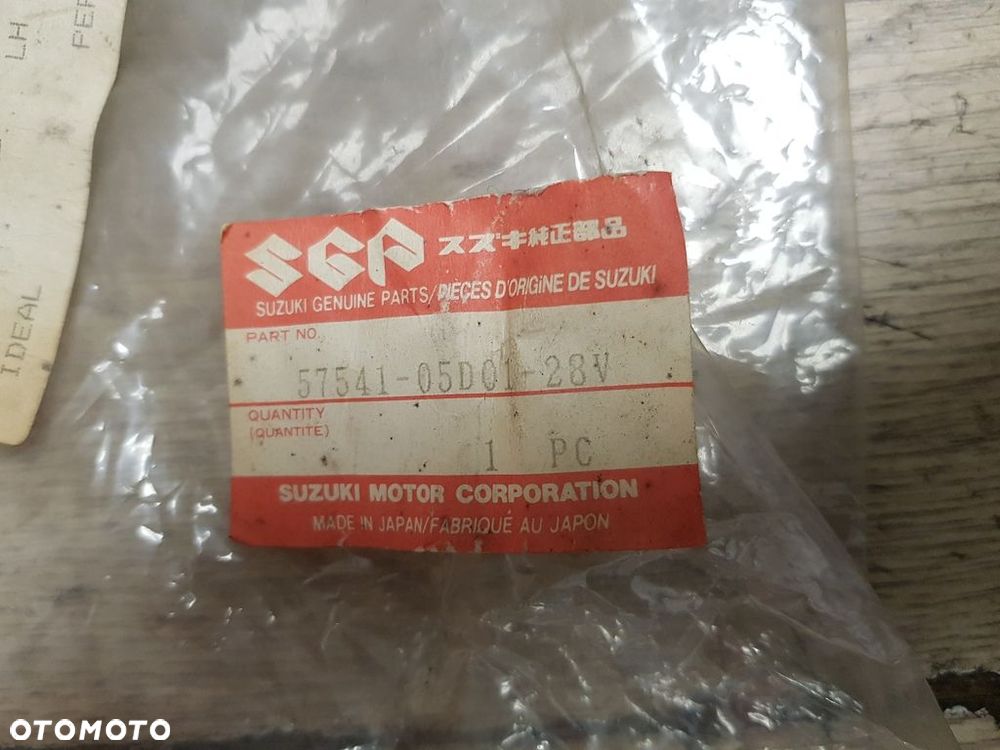 LH
PER
IDEAL
SGP スズキ純正部品
SUZUKI GENUINE PARTS/PIÈCES D'ORIGINE DE SUZUKI
PART NO.
57541-05D01-28V
QUANTITY
(QUANTITÉ)
1 PC
SUZUKI MOTOR CORPORATION
MADE IN JAPAN/FABRIQUÉ AU JAPON
OTOMOTO